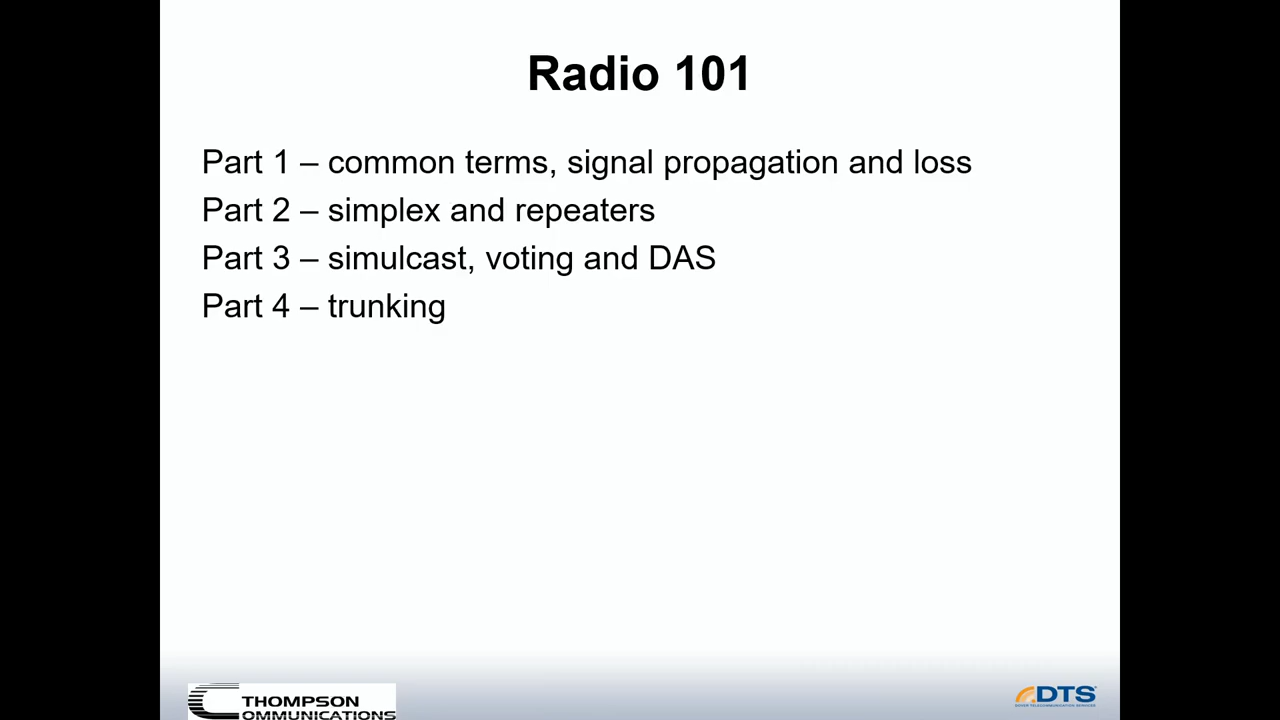 Radio 101
Part 1 – common terms, signal propagation and loss
Part 2 – simplex and repeaters
Part 3 – simulcast, voting and DAS
Part 4 – trunking
THOMPSON
COMMUNICATIONS
DTS